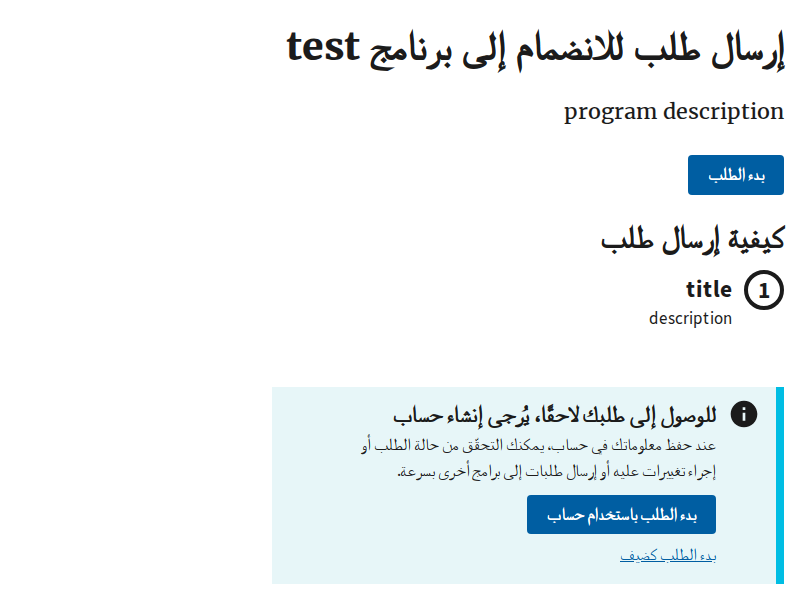 إرسال طلب للانضمام إلى برنامج test
program description
بدء الطلب
كيفية إرسال طلب
1
title
description
للوصول إلى طلبك لاحقًا، يُرجى إنشاء حساب
عند حفظ معلوماتك في حساب، يمكنك التحقّق من حالة الطلب أو
إجراء تغييرات عليه أو إرسال طلبات إلى برامج أخرى بسرعة.
بدء الطلب باستخدام حساب
بدء الطلب كضيف